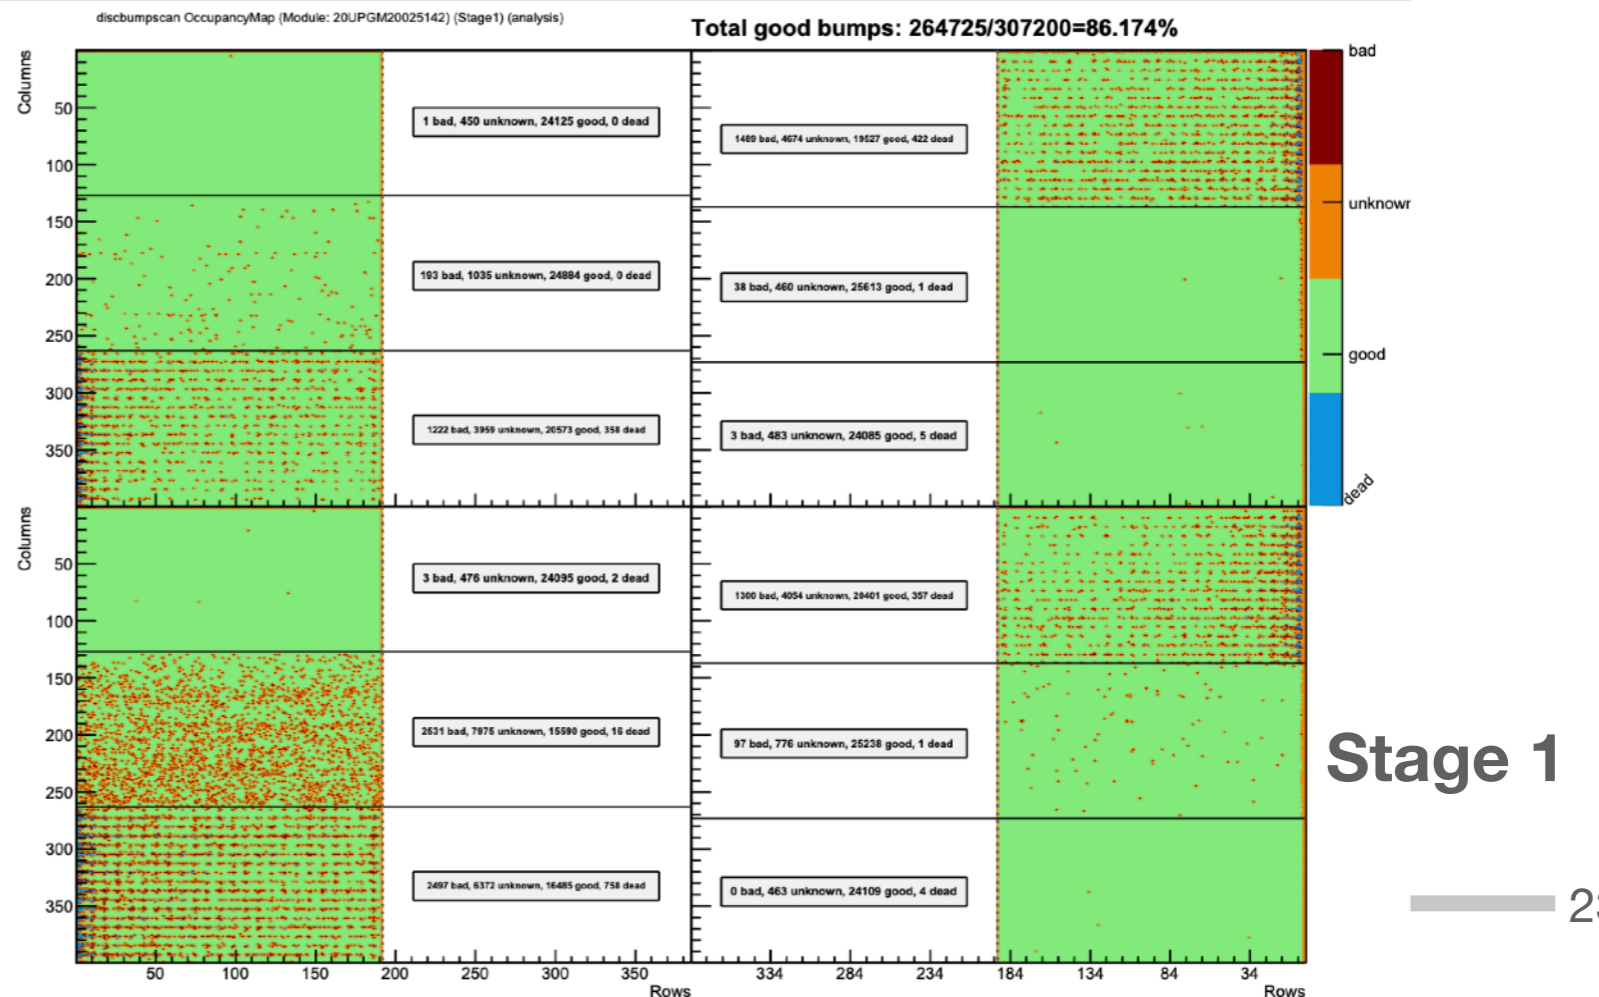 discbumpscan OccupancyMap (Module: 20UPGM20025142) (Stage1) (analysis)
Total good bumps: 264725/307200=86.174%
Columns
50
100
150
200
250
300
350
1 bad, 450 unknown, 24125 good, 0 dead
193 bad, 1035 unknown, 24884 good, 0 dead
1222 bad, 3959 unknown, 20573 good, 358 dead
1489 bad, 4674 unknown, 19527 good, 422 dead
38 bad, 460 unknown, 25613 good, 1 dead
3 bad, 483 unknown, 24085 good, 5 dead
bad
unknowr
good
dead
Columns
50
100
150
200
250
300
350
3 bad, 476 unknown, 24095 good, 2 dead
2531 bad, 7975 unknown, 15590 good, 16 dead
2497 bad, 6372 unknown, 16485 good, 758 dead
1300 bad, 4054 unknown, 20401 good, 357 dead
97 bad, 776 unknown, 25238 good, 1 dead
0 bad, 463 unknown, 24109 good, 4 dead
Stage 1
50 100 150 200 250 300 350
Rows
334 284 234 184 134 84 34
Rows